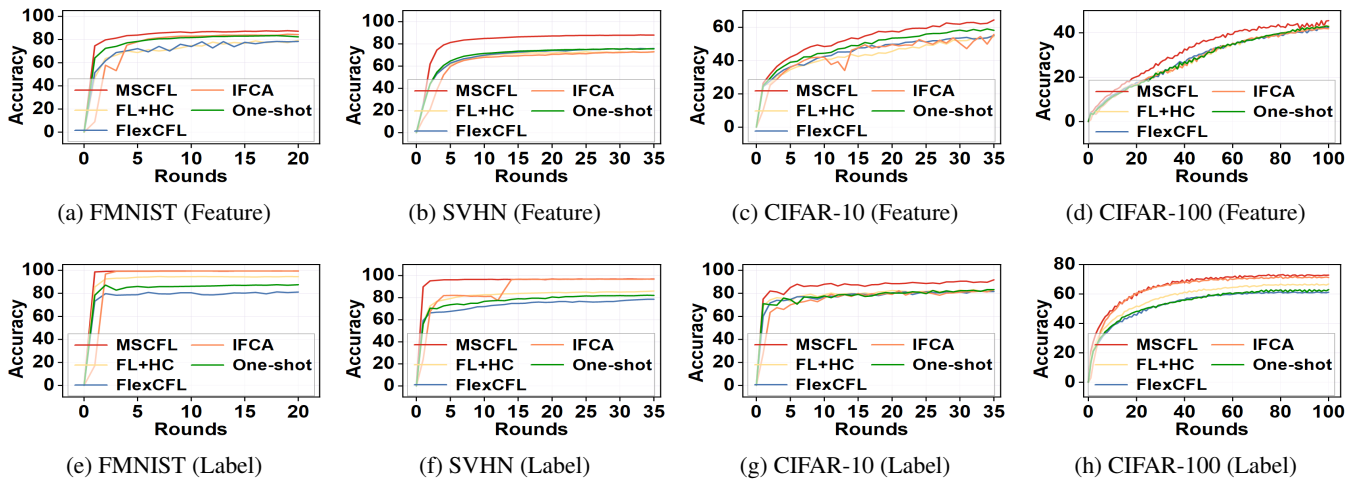 100
80
60
40
20
0
Accuracy
MSCFL
FL+HC
FlexCFL
IFCA
One-shot
0 5 10 15 20
Rounds
(a) FMNIST (Feature)
100
80
60
40
20
0
Accuracy
MSCFL
FL+HC
FlexCFL
IFCA
One-shot
0 5 10 15 20 25 30 35
Rounds
(b) SVHN (Feature)
60
40
20
0
Accuracy
MSCFL
FL+HC
FlexCFL
IFCA
One-shot
0 5 10 15 20 25 30 35
Rounds
(c) CIFAR-10 (Feature)
40
20
0
Accuracy
MSCFL
FL+HC
FlexCFL
IFCA
One-shot
0 20 40 60 80 100
Rounds
(d) CIFAR-100 (Feature)
100
80
60
40
20
0
Accuracy
MSCFL
FL+HC
FlexCFL
IFCA
One-shot
0 5 10 15 20
Rounds
(e) FMNIST (Label)
100
80
60
40
20
0
Accuracy
MSCFL
FL+HC
FlexCFL
IFCA
One-shot
0 5 10 15 20 25 30 35
Rounds
(f) SVHN (Label)
100
80
60
40
20
0
Accuracy
MSCFL
FL+HC
FlexCFL
IFCA
One-shot
0 5 10 15 20 25 30 35
Rounds
(g) CIFAR-10 (Label)
80
60
40
20
0
Accuracy
MSCFL
FL+HC
FlexCFL
IFCA
One-shot
0 20 40 60 80 100
Rounds
(h) CIFAR-100 (Label)